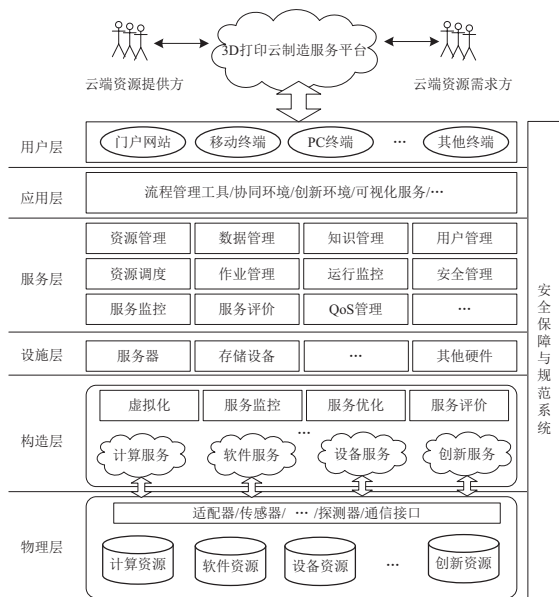 3D打印云制造服务平台
云端资源提供方 云端资源需求方
用户层 门户网站 移动终端 PC终端 … 其他终端
应用层 流程管理工具/协同环境/创新环境/可视化服务/…
资源管理 数据管理 知识管理 用户管理
服务层 资源调度 作业管理 运行监控 安全管理
服务监控 服务评价 QoS管理 …
设施层 服务器 存储设备 … 其他硬件
虚拟化 服务监控 服务优化 服务评价
…
构造层 计算服务 软件服务 设备服务 创新服务
适配器/传感器/ … /探测器/通信接口
物理层 计算资源 软件资源 设备资源 … 创新资源
安全保障与规范系统